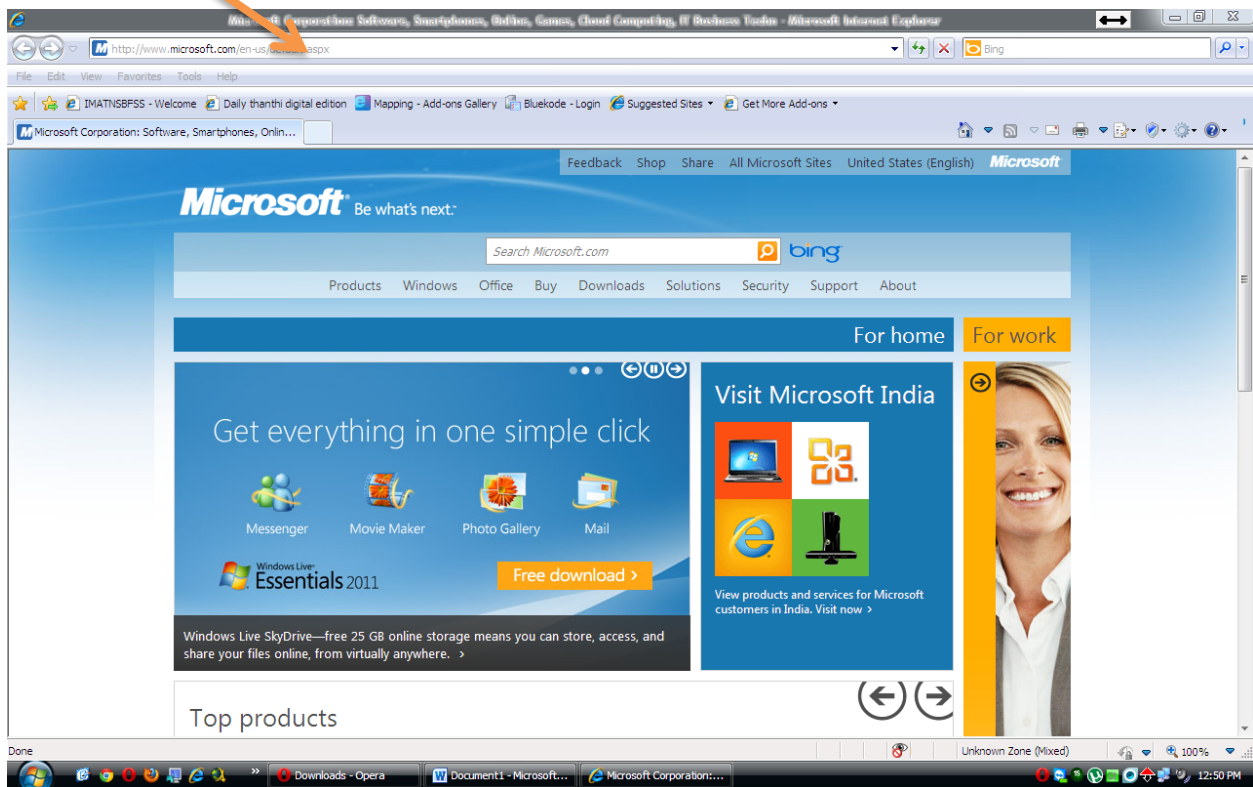 Microsoft Corporation: Software, Smartphones, Online, Games, Cloud Computing, IT Business Techn - Microsoft Internet Explorer
http://www.microsoft.com/en-us/default.aspx
Bing
File Edit View Favorites Tools Help
IMATNSBFSS - Welcome Daily thanthi digital edition Mapping - Add-ons Gallery Bluekode - Login Suggested Sites Get More Add-ons
Microsoft Corporation: Software, Smartphones, Onlin...
Feedback Shop Share All Microsoft Sites United States (English) Microsoft
Microsoft Be what's next.™
Search Microsoft.com bing
Products Windows Office Buy Downloads Solutions Security Support About
For home For work
Get everything in one simple click
Messenger Movie Maker Photo Gallery Mail
Windows Live™
Essentials 2011
Free download >
Windows Live SkyDrive—free 25 GB online storage means you can store, access, and
share your files online, from virtually anywhere. >
Visit Microsoft India
View products and services for Microsoft
customers in India. Visit now >
Top products
Done Unknown Zone (Mixed) 100%
» Downloads - Opera Document1 - Microsoft... Microsoft Corporation:... 12:50 PM